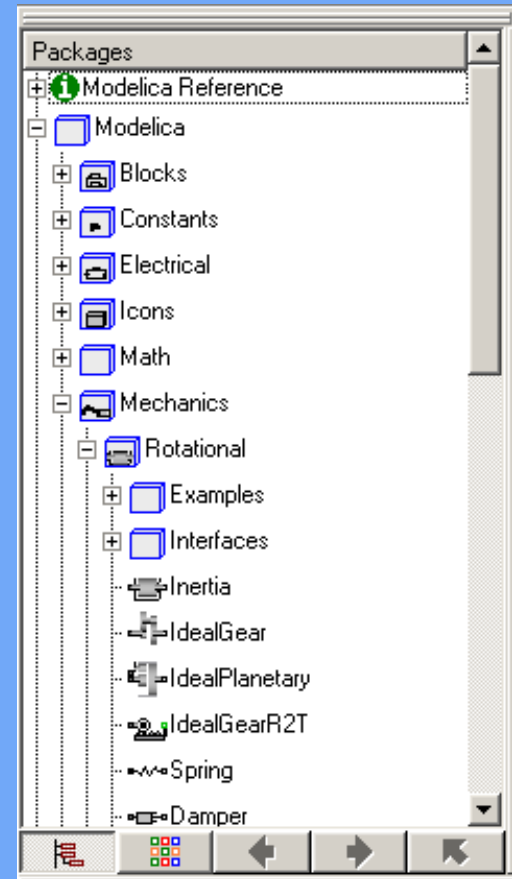 Packages
Modelica Reference
Modelica
Blocks
Constants
Electrical
Icons
Math
Mechanics
Rotational
Examples
Interfaces
Inertia
IdealGear
IdealPlanetary
IdealGearR2T
Spring
Damper